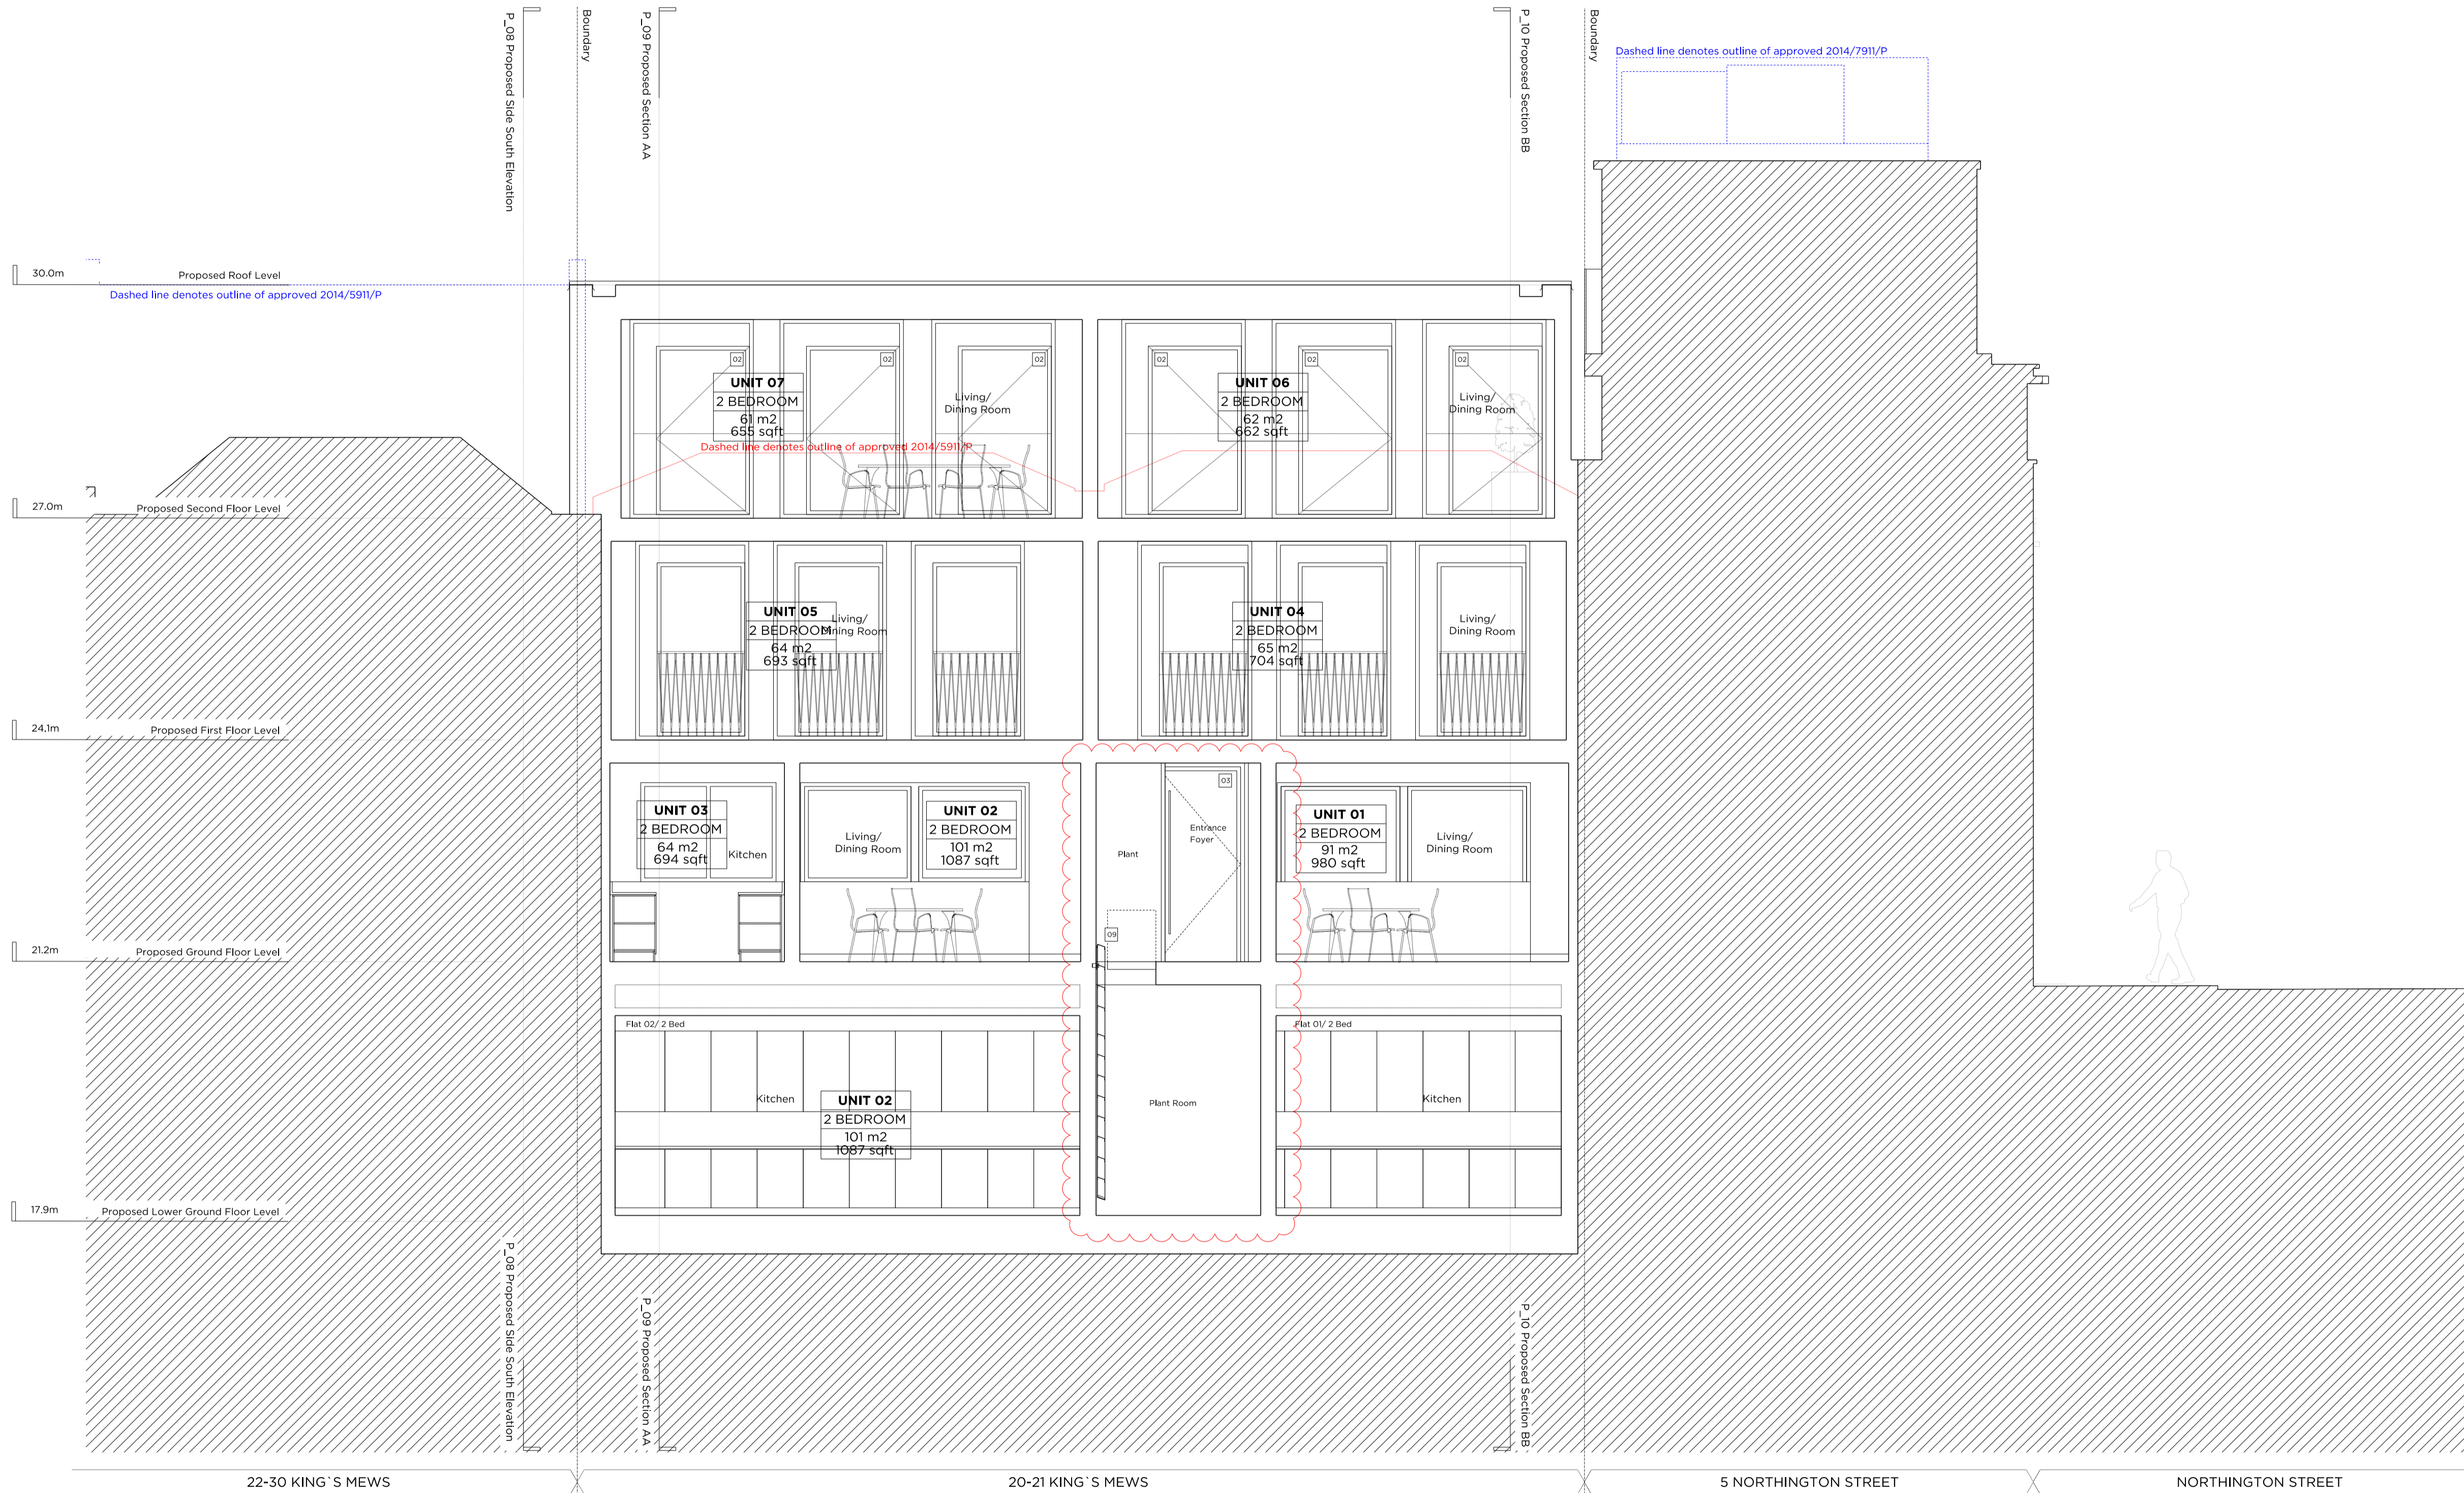 P_08 Proposed Side South Elevation
Boundary
P_09 Proposed Section AA
P_10 Proposed Section BB
Boundary
Dashed line denotes outline of approved 2014/7911/P
30.0m
Proposed Roof Level
Dashed line denotes outline of approved 2014/5911/P
02
02
02
02
02
02
UNIT 07
2 BEDROOM
61 m2
655 sqft
Living/
Dining Room
UNIT 06
2 BEDROOM
62 m2
662 sqft
Living/
Dining Room
Dashed line denotes outline of approved 2014/5911/P
27.0m
Proposed Second Floor Level
UNIT 05
2 BEDROOM
64 m2
693 sqft
Living/
Dining Room
UNIT 04
2 BEDROOM
65 m2
704 sqft
Living/
Dining Room
24,1m
Proposed First Floor Level
UNIT 03
2 BEDROOM
64 m2
694 sqft
Kitchen
Living/
Dining Room
UNIT 02
2 BEDROOM
101 m2
1087 sqft
Plant
03
Entrance
Foyer
UNIT 01
2 BEDROOM
91 m2
980 sqft
Living/
Dining Room
09
21.2m
Proposed Ground Floor Level
Flat 02/ 2 Bed
Flat 01/ 2 Bed
Kitchen
UNIT 02
2 BEDROOM
101 m2
1087 sqft
Plant Room
Kitchen
17.9m
Proposed Lower Ground Floor Level
P_08 Proposed Side South Elevation
P_09 Proposed Section AA
P_10 Proposed Section BB
22-30 KING`S MEWS
20-21 KING`S MEWS
5 NORTHINGTON STREET
NORTHINGTON STREET